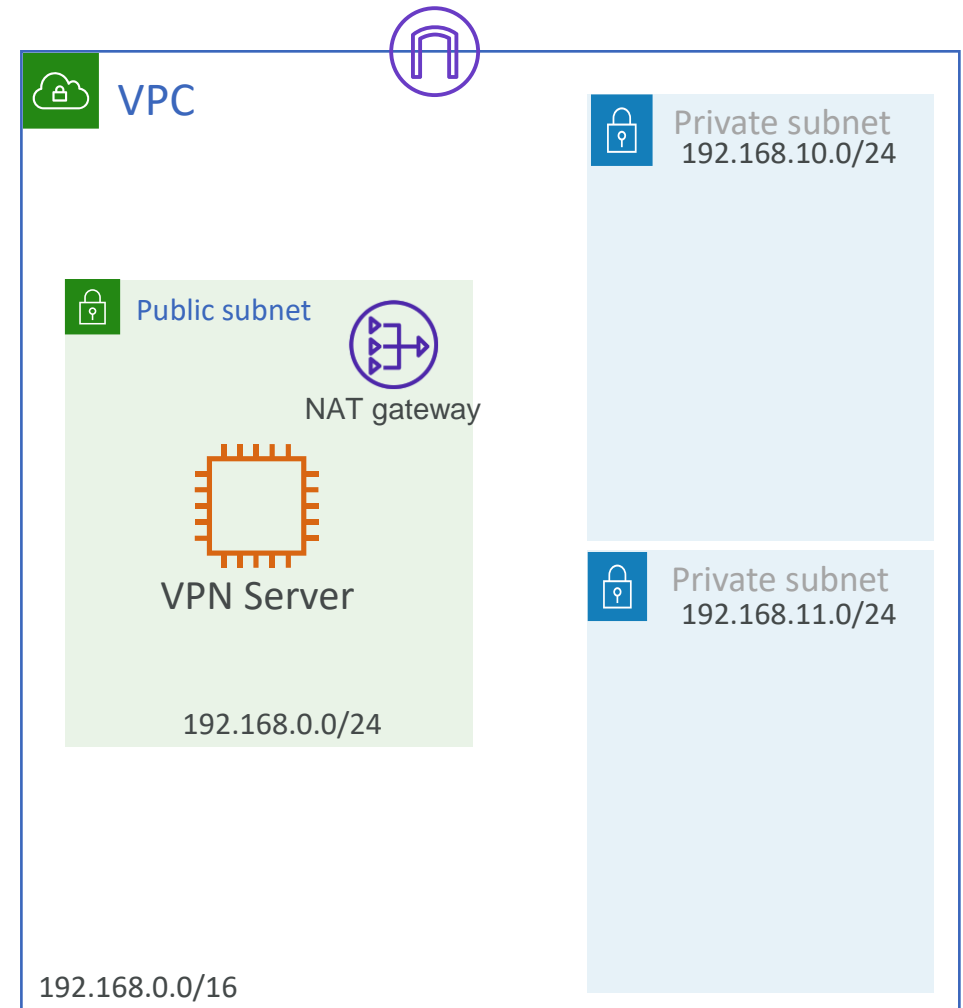 VPC
Private subnet
192.168.10.0/24
Public subnet
NAT gateway
VPN Server
192.168.0.0/24
Private subnet
192.168.11.0/24
192.168.0.0/16